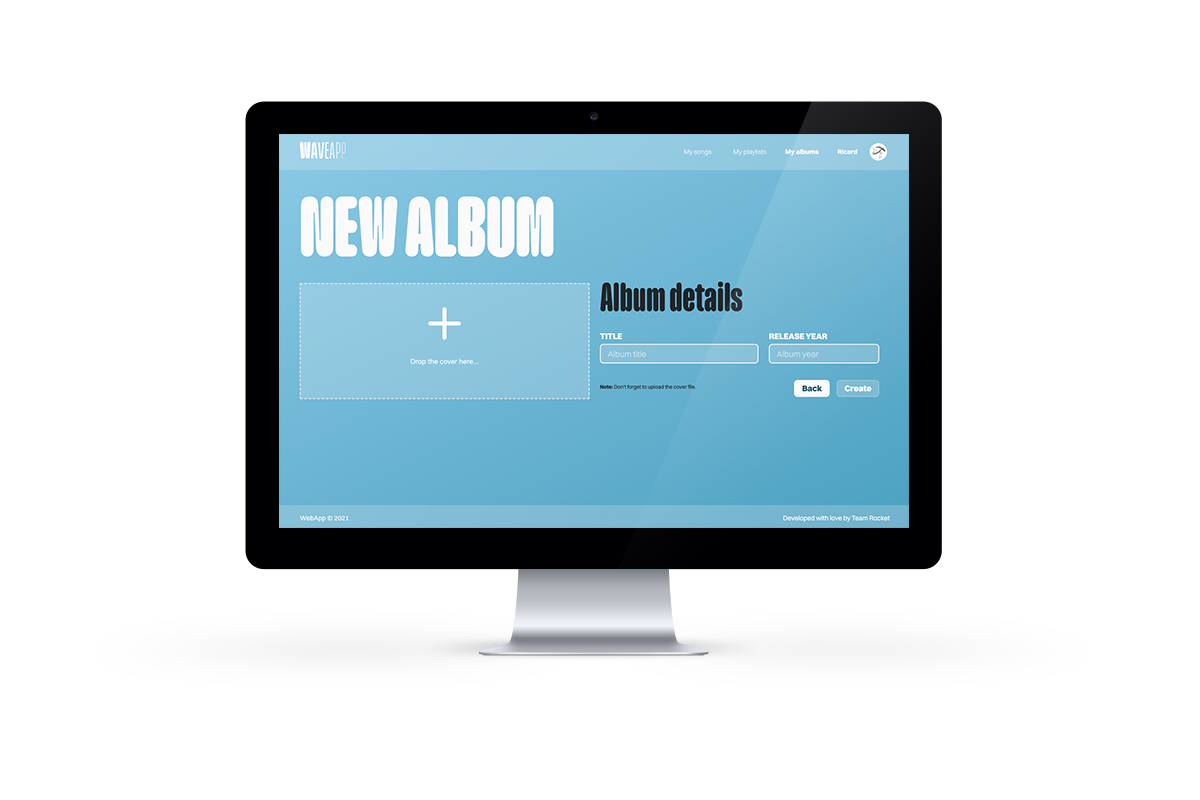 WAVEAPP
My songs My playlists My albums Ricard
NEW ALBUM
Drop the cover here...
Album details
TITLE RELEASE YEAR
Album title Album year
Note: Don't forget to upload the cover file.
Back Create
WebApp © 2021 Developed with love by Team Rocket